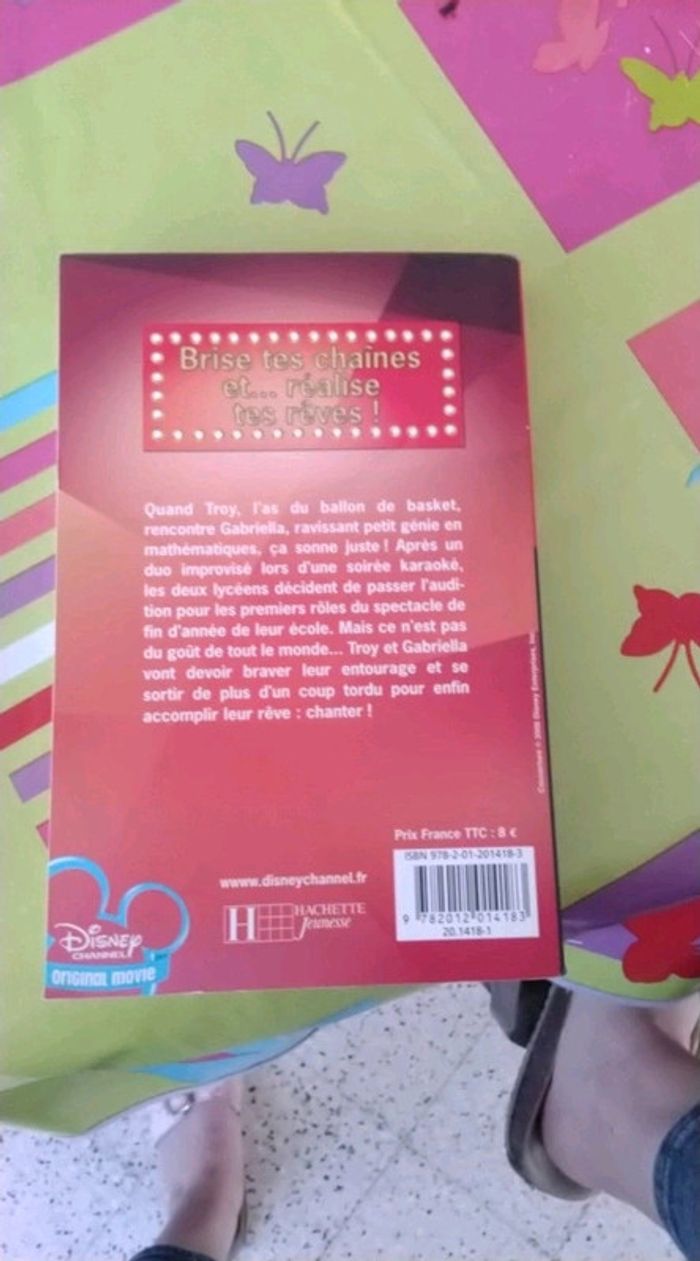 Brise tes chaînes
et... réalise
tes rêves !
Quand Troy, l'as du ballon de basket,
rencontre Gabriella, ravissant petit génie en
mathématiques, ça sonne juste ! Après un
duo improvisé lors d'une soirée karaoké,
les deux lycéens décident de passer l'audi-
tion pour les premiers rôles du spectacle de
fin d'année de leur école. Mais ce n'est pas
du goût de tout le monde... Troy et Gabriella
vont devoir braver leur entourage et se
sortir de plus d'un coup tordu pour enfin
accomplir leur rêve : chanter !
Disney Enterprises, Inc.
Prix France TTC : 8 €
ISBN 978-2-01-201418-3
9 782012 014183
20.1418-1
www.disneychannel.fr
H HACHETTE
Jeunesse
DISNEY
CHANNEL
ORIGINAL MOVIE